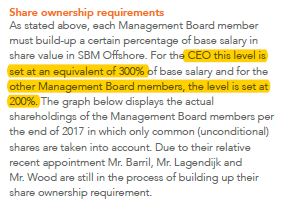 Share ownership requirements
As stated above, each Management Board member
must build-up a certain percentage of base salary in
share value in SBM Offshore. For the CEO this level is
set at an equivalent of 300% of base salary and for the
other Management Board members, the level is set at
200%. The graph below displays the actual
shareholdings of the Management Board members per
the end of 2017 in which only common (unconditional)
shares are taken into account. Due to their relative
recent appointment Mr. Barril, Mr. Lagendijk and
Mr. Wood are still in the process of building up their
share ownership requirement.